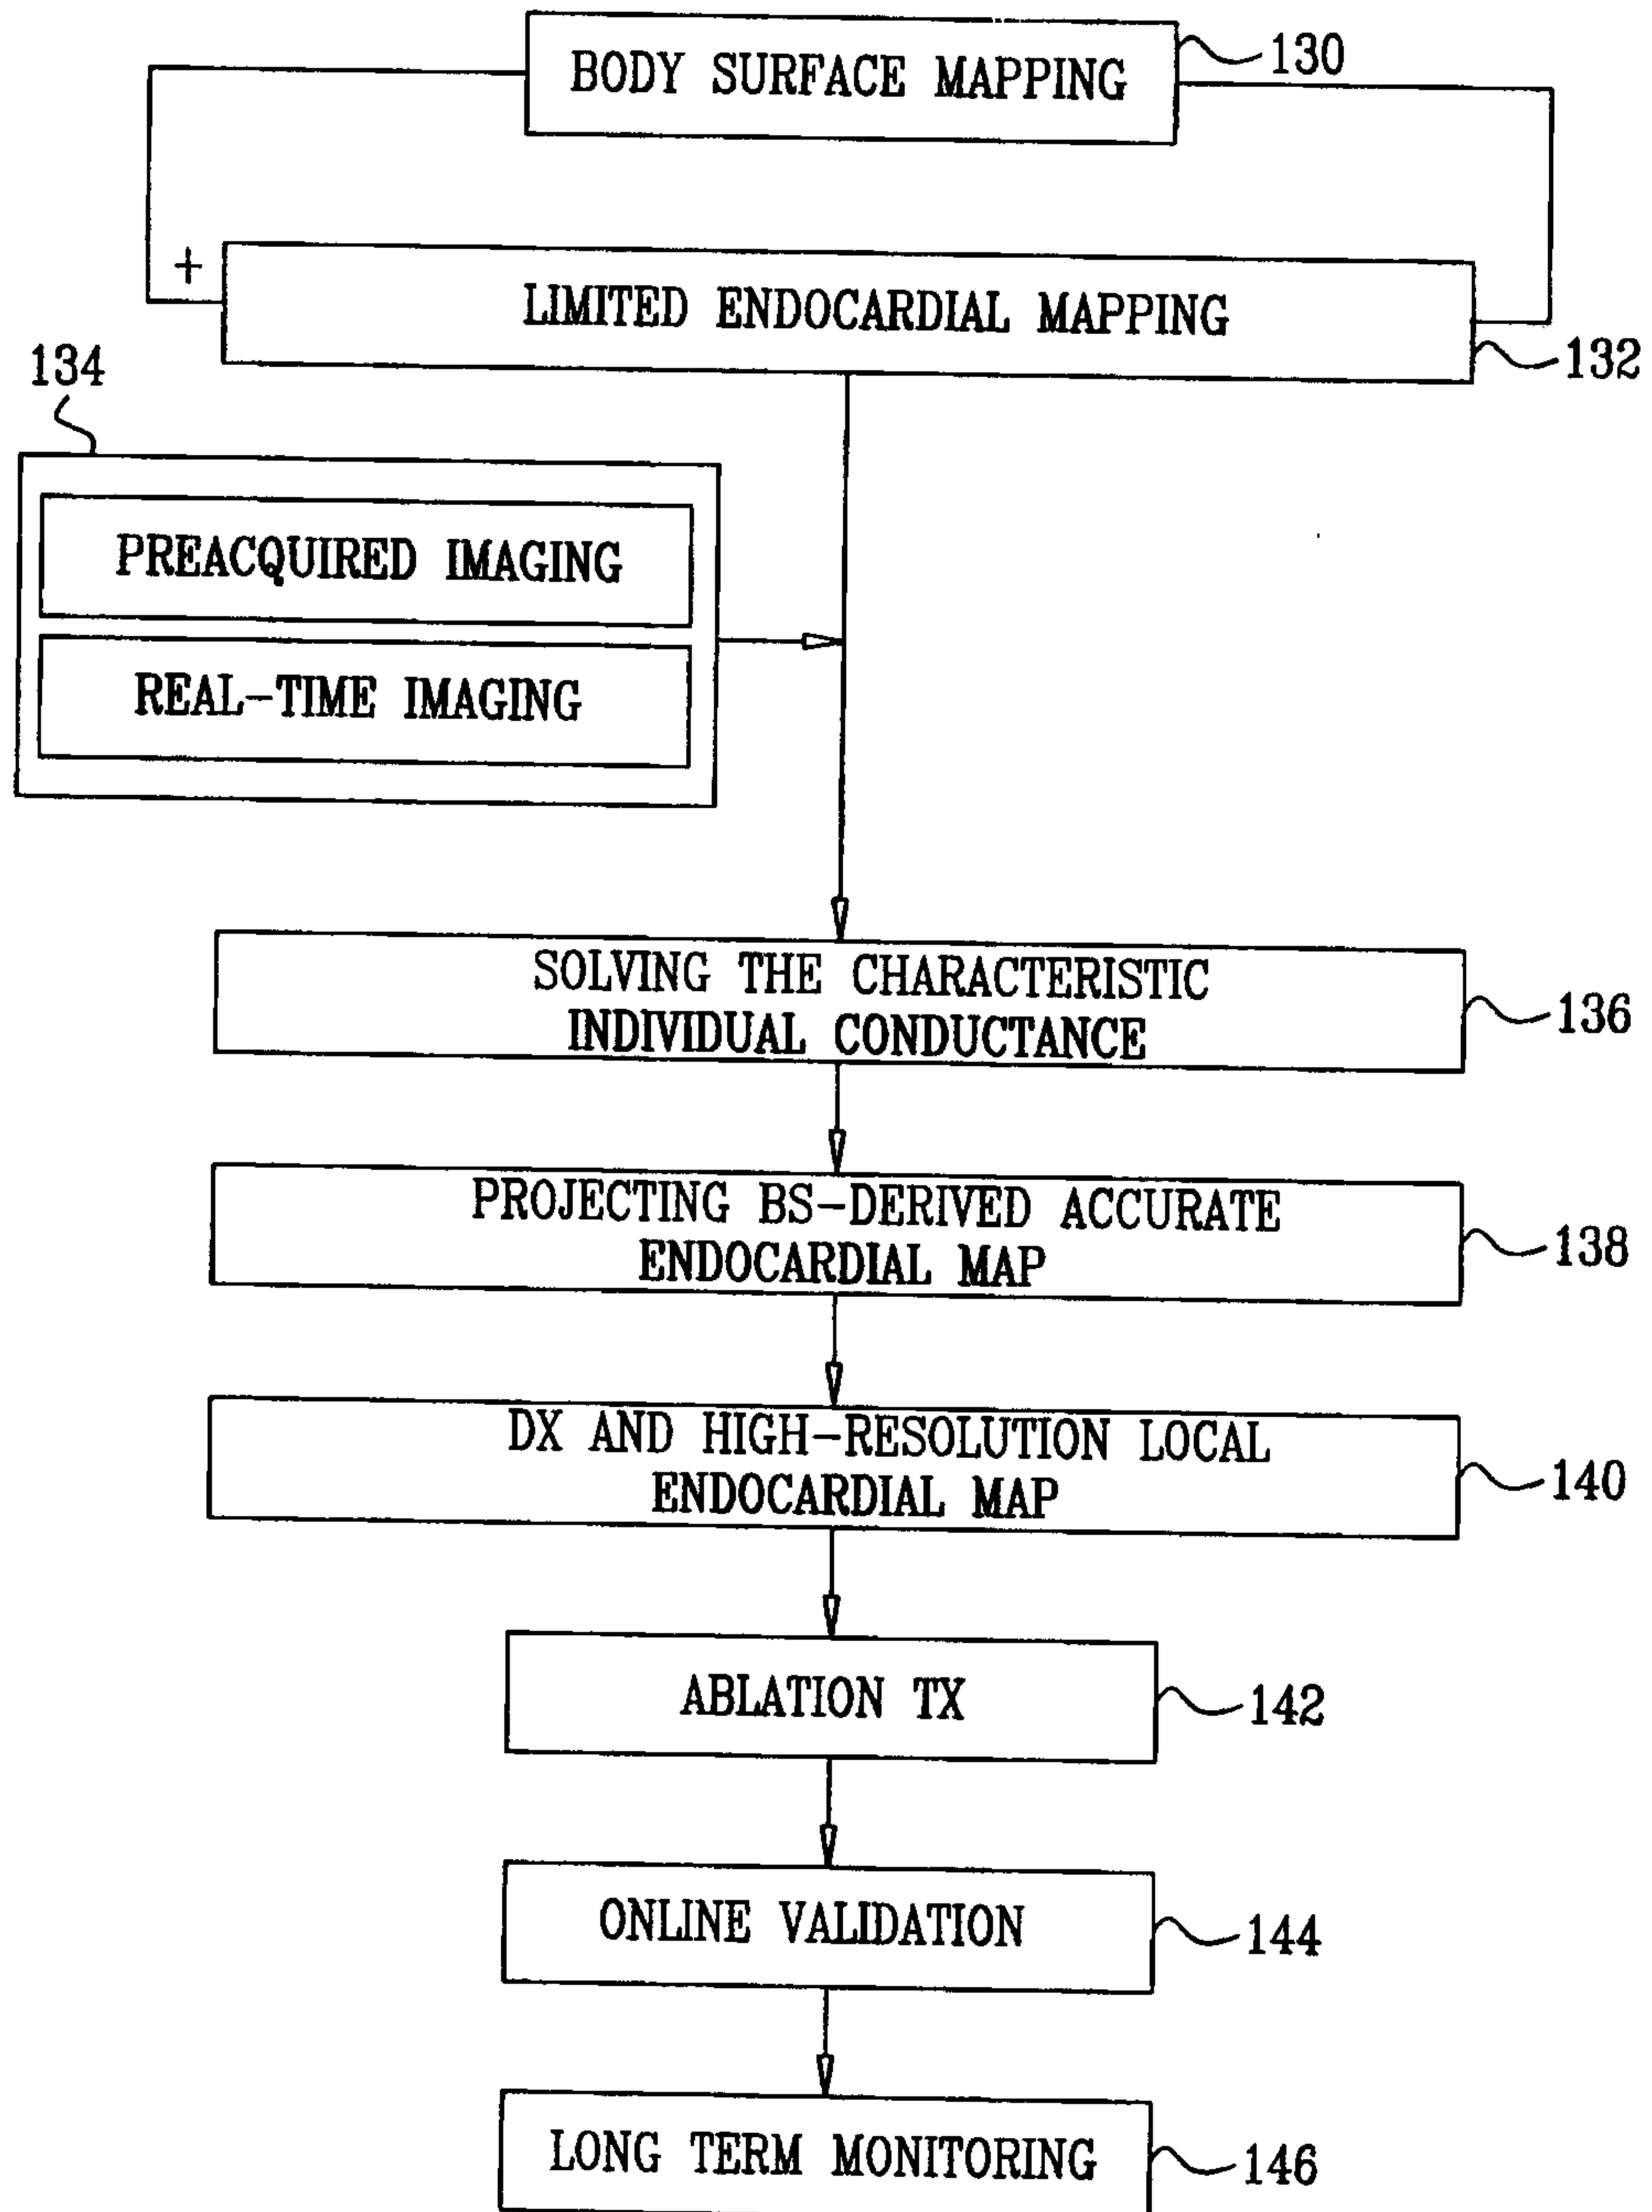 BODY SURFACE MAPPING
130
+
LIMITED ENDOCARDIAL MAPPING
132
134
PREACQUIRED IMAGING
REAL-TIME IMAGING
SOLVING THE CHARACTERISTIC
INDIVIDUAL CONDUCTANCE
136
PROJECTING BS-DERIVED ACCURATE
ENDOCARDIAL MAP
138
DX AND HIGH-RESOLUTION LOCAL
ENDOCARDIAL MAP
140
ABLATION TX
142
ONLINE VALIDATION
144
LONG TERM MONITORING
146